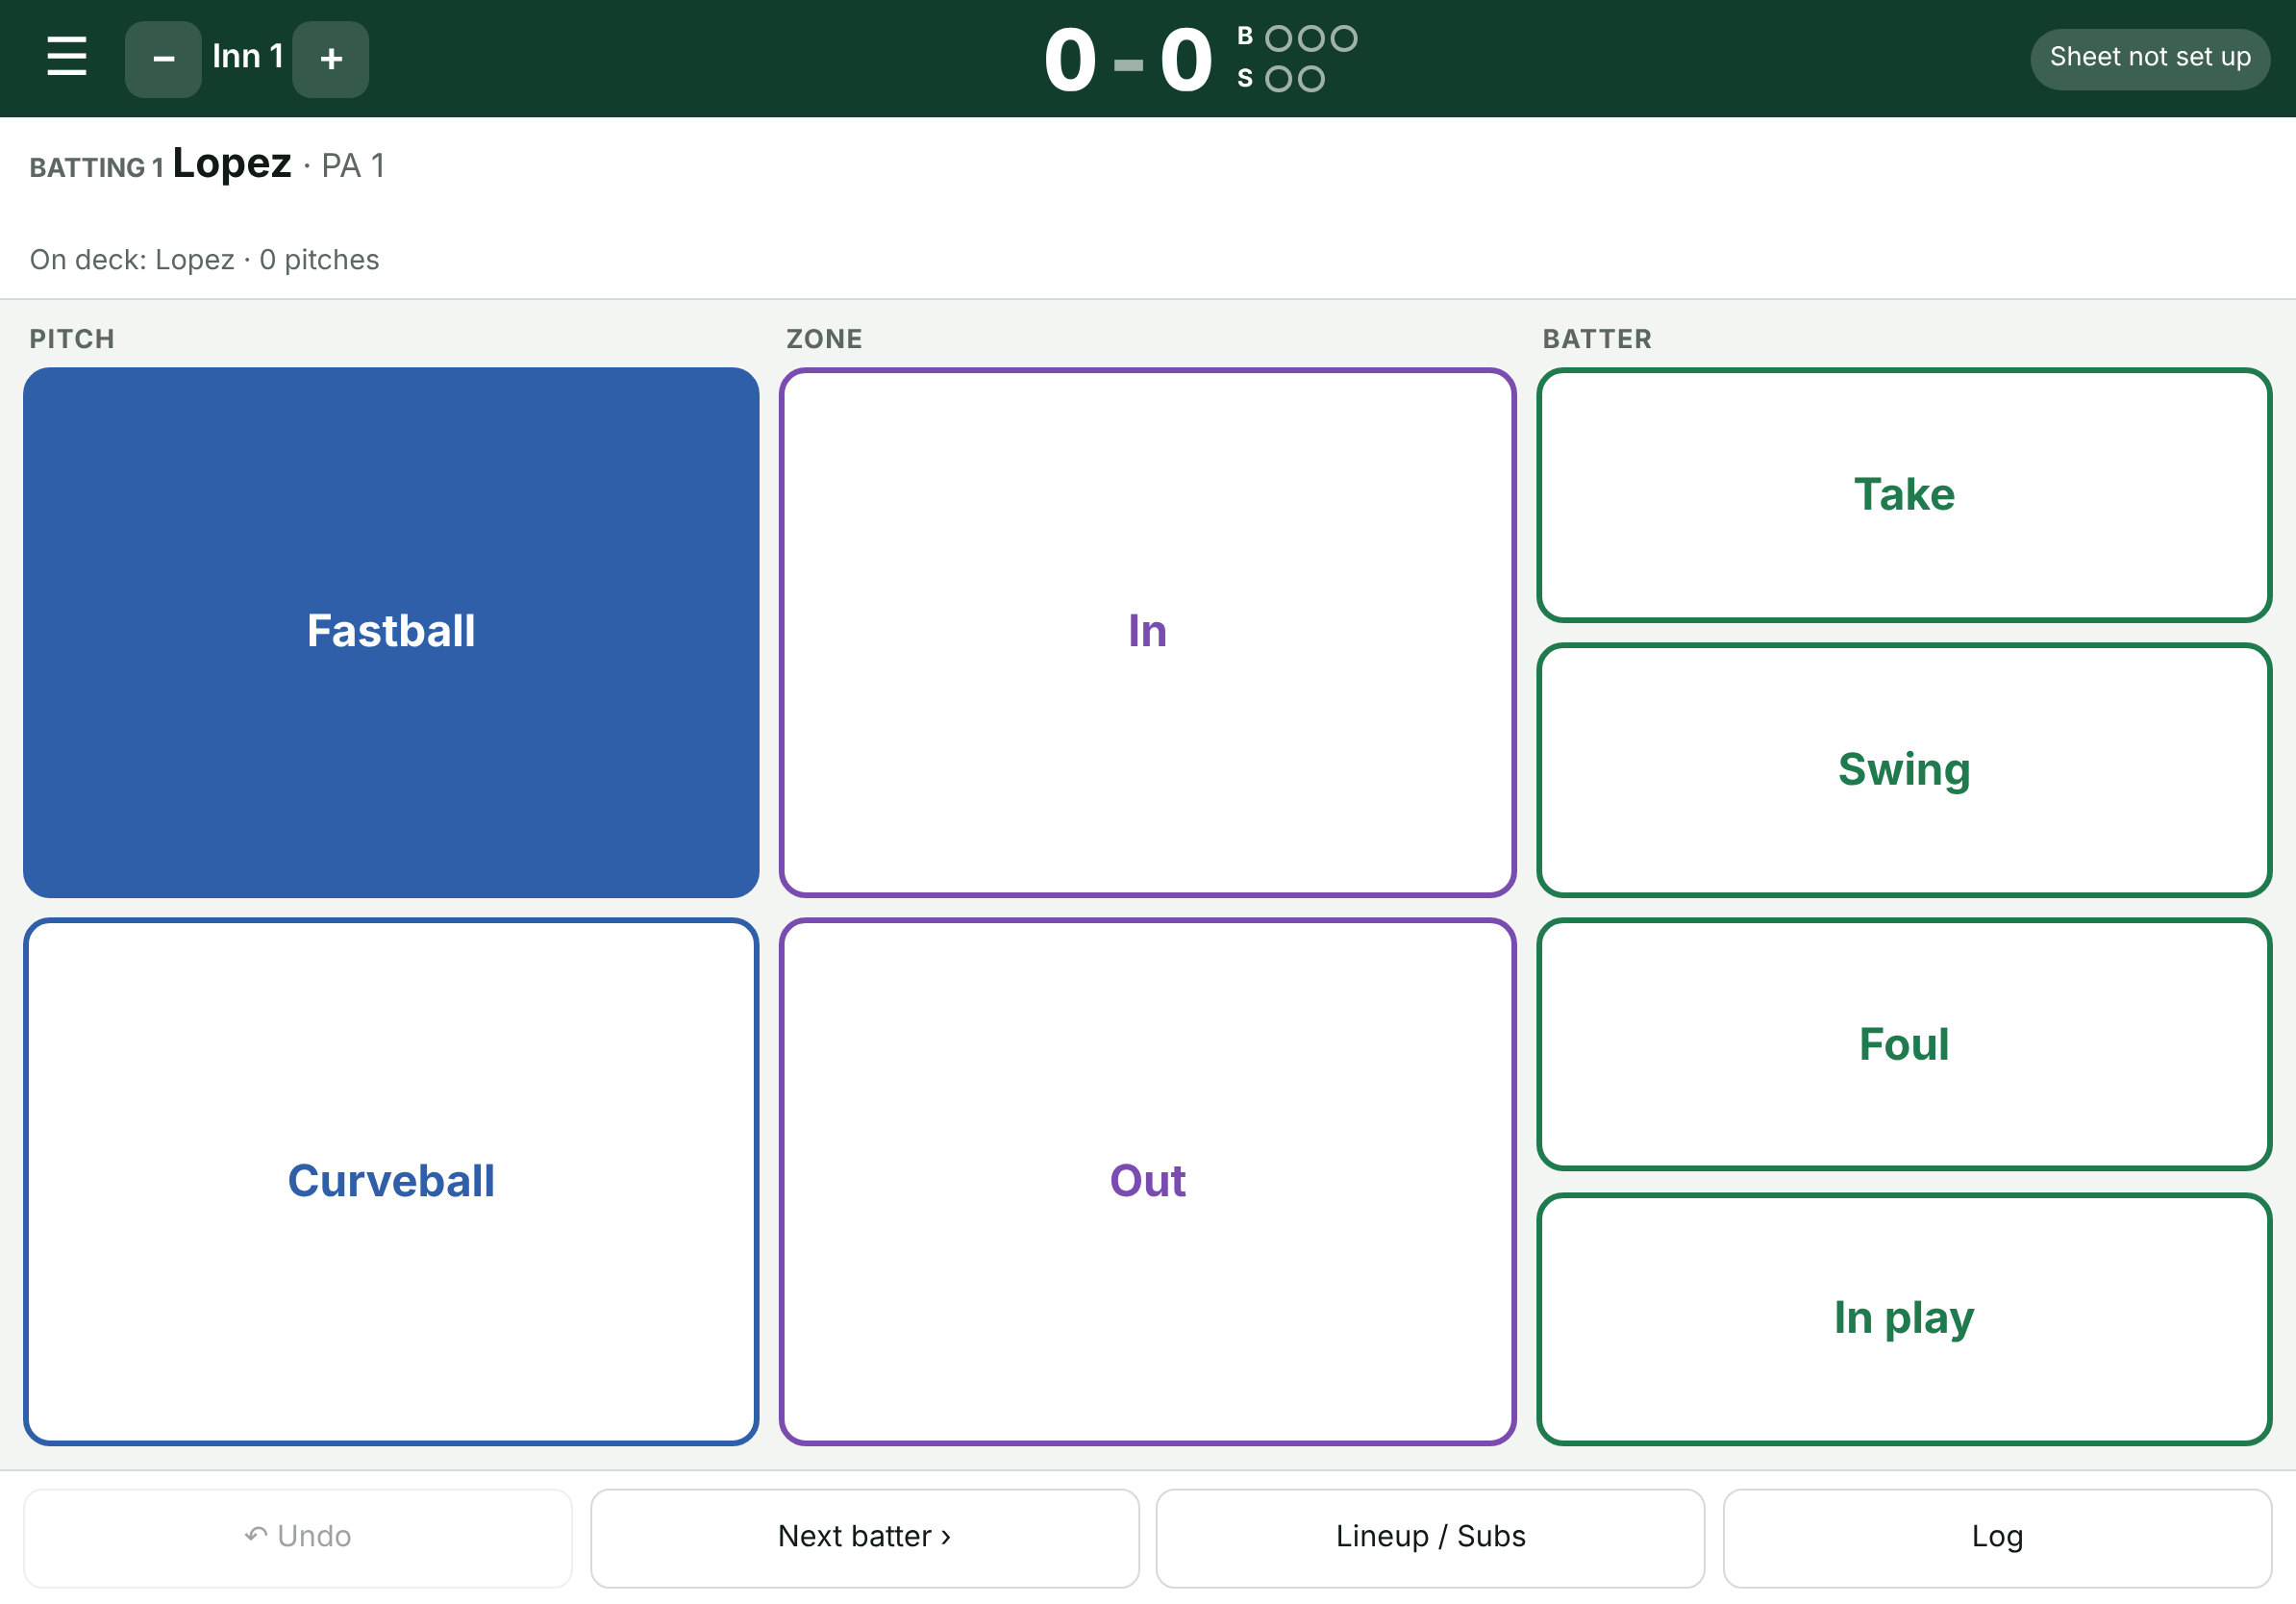 ☰ − Inn 1 + 0 - 0 B Sheet not set up
S
BATTING 1 Lopez · PA 1
On deck: Lopez · 0 pitches
PITCH ZONE BATTER
Take
Fastball In
Swing
Foul
Curveball Out
In play
↶ Undo Next batter › Lineup / Subs Log